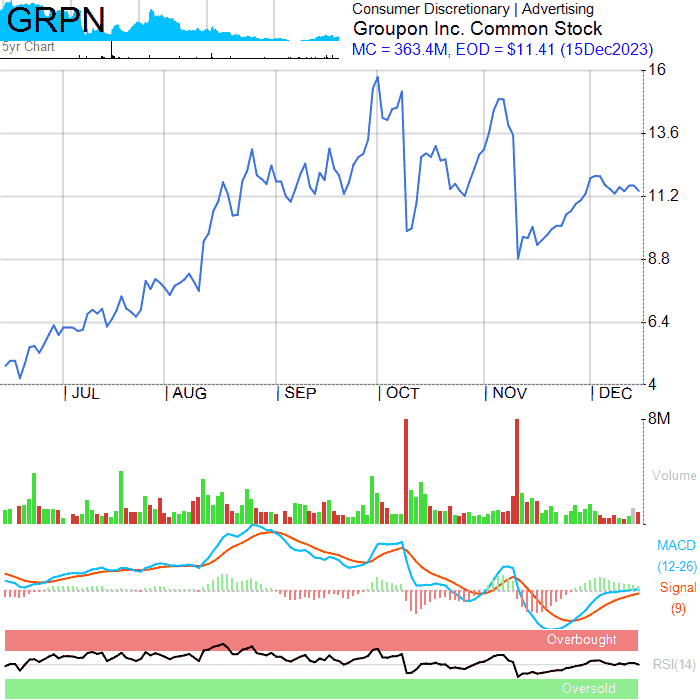 GRPN
5yr Chart
Consumer Discretionary | Advertising
Groupon Inc. Common Stock
MC = 363.4M, EOD = $11.41 (15Dec2023)
16
13.6
11.2
8.8
6.4
4
| JUL | AUG | SEP | OCT | NOV | DEC
8M
Volume
MACD
(12-26)
Signal
(9)
Overbought
RSI(14)
Oversold